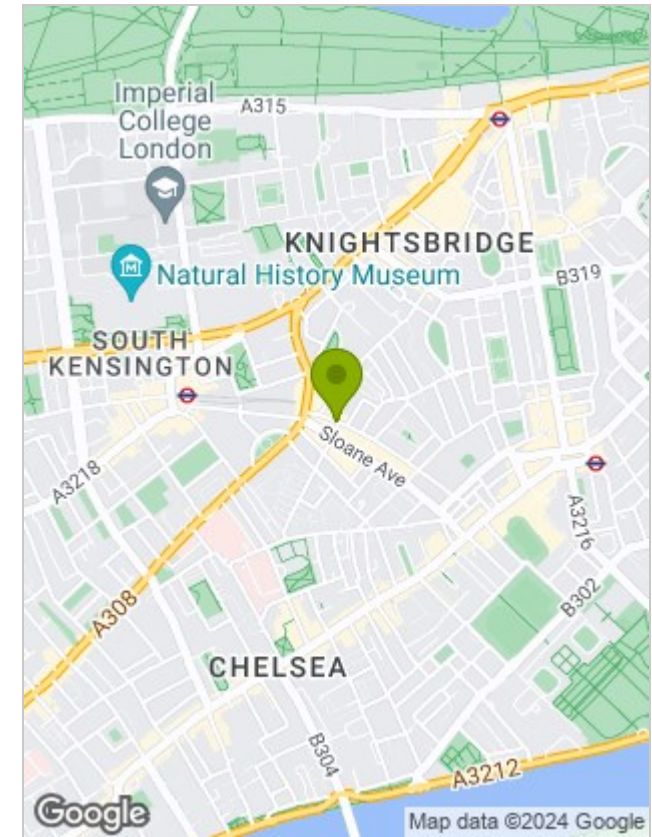 Imperial
College
London
A315
KNIGHTSBRIDGE
B319
Natural History Museum
SOUTH
KENSINGTON
Sloane Ave
A3218
A3216
A308
B302
CHELSEA
B304
A3212
Google
Map data ©2024 Google